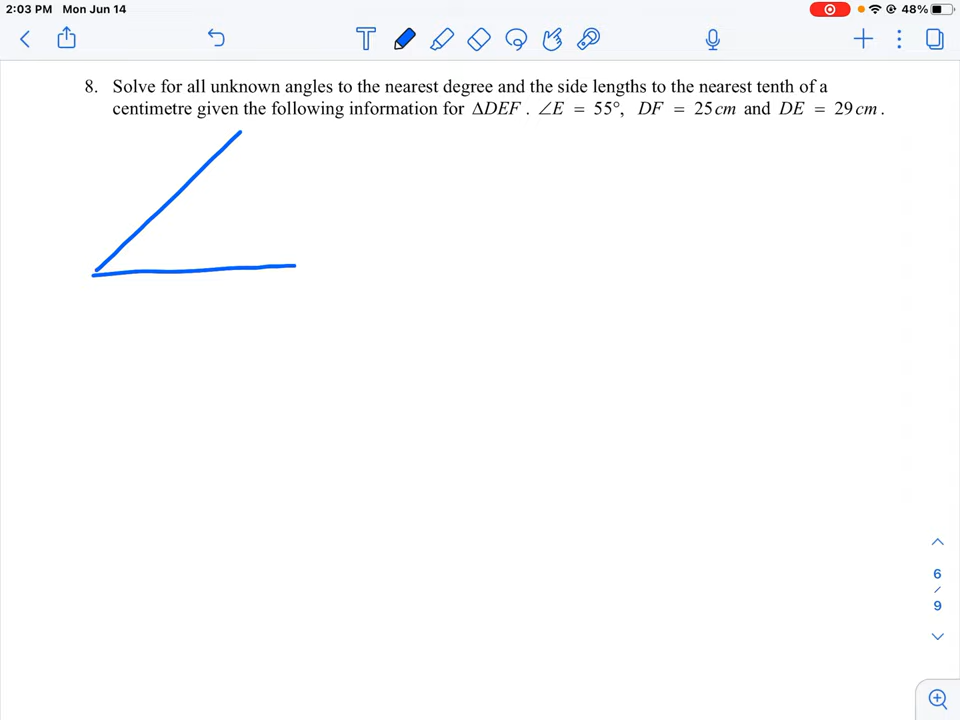 2:03 PM Mon Jun 14 48%
T
8. Solve for all unknown angles to the nearest degree and the side lengths to the nearest tenth of a
centimetre given the following information for ΔDEF . ∠E = 55°, DF = 25 cm and DE = 29 cm .
6
/
9